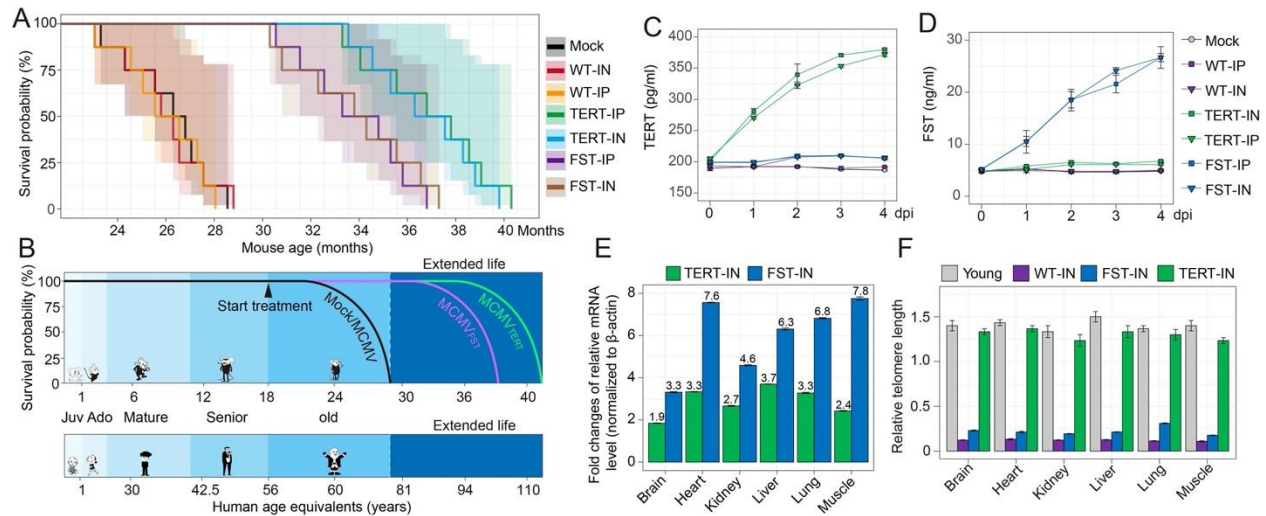 A
Survival probability (%)
100
75
50
25
0
24
26
28
30
32
34
36
38
40 Months
Mouse age (months)
Mock
WT-IN
WT-IP
TERT-IP
TERT-IN
FST-IP
FST-IN
B
Survival probability (%)
100
75
50
25
0
Extended life
Start treatment
Mock/MCMV
MCMVFST
MCMVTERT
1
6
12
18
24
30
36
42
Juv Ado
Mature
Senior
old
Extended life
1
30
42.5
56
60
81
94
110
Human age equivalents (years)
C
TERT (pg/ml)
400
350
300
250
200
150
0
1
2
3
4 dpi
D
FST (ng/ml)
30
20
10
0
0
1
2
3
4 dpi
Mock
WT-IP
WT-IN
TERT-IN
TERT-IP
FST-IP
FST-IN
E
TERT-IN
FST-IN
Fold changes of relative mRNA
level (normalized to β-actin)
8
6
4
2
0
1.9
3.3
3.3
7.6
2.7
4.6
3.7
6.3
3.3
6.8
2.4
7.8
Brain
Heart
Kidney
Liver
Lung
Muscle
F
Young
WT-IN
FST-IN
TERT-IN
Relative telomere length
1.5
1.0
0.5
0
Brain
Heart
Kidney
Liver
Lung
Muscle